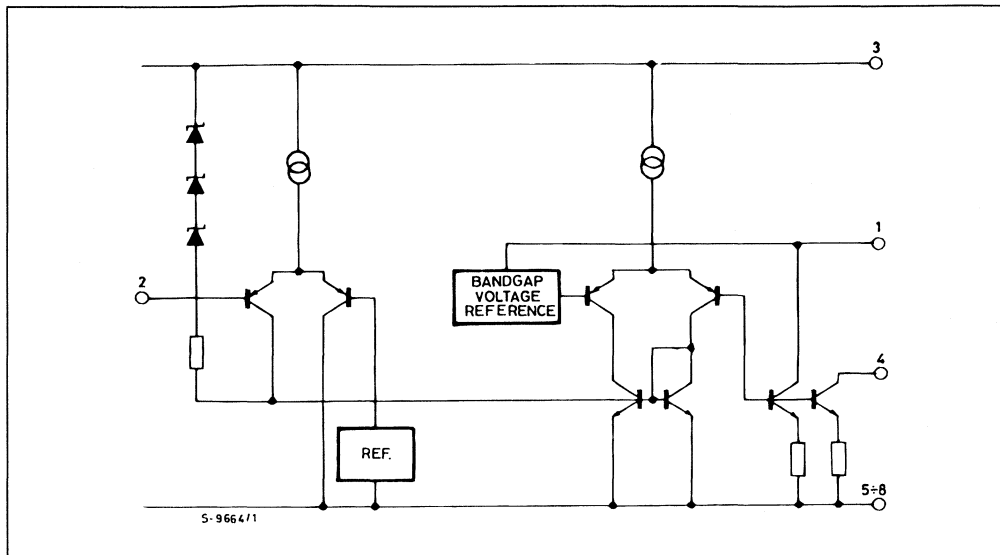 3
1
2
BANDGAP
VOLTAGE
REFERENCE
4
REF.
5÷8
S-9664/1